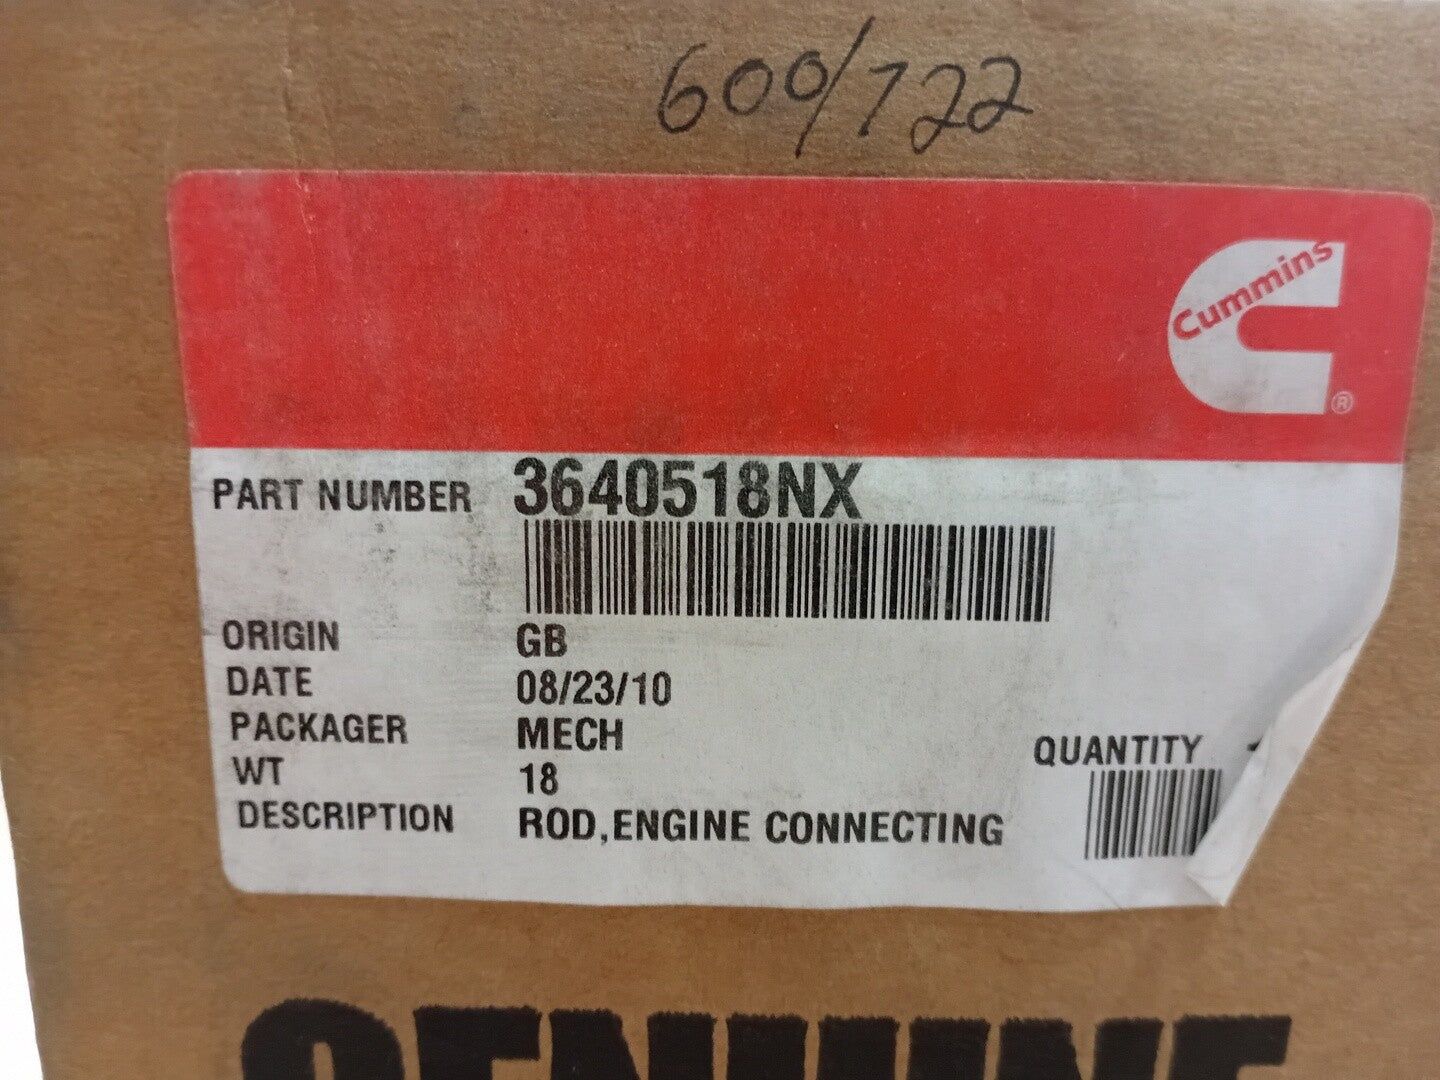 600/722
Cummins
®
PART NUMBER 3640518NX
ORIGIN GB
DATE 08/23/10
PACKAGER MECH
WT 18
QUANTITY
DESCRIPTION ROD,ENGINE CONNECTING
GENUINE